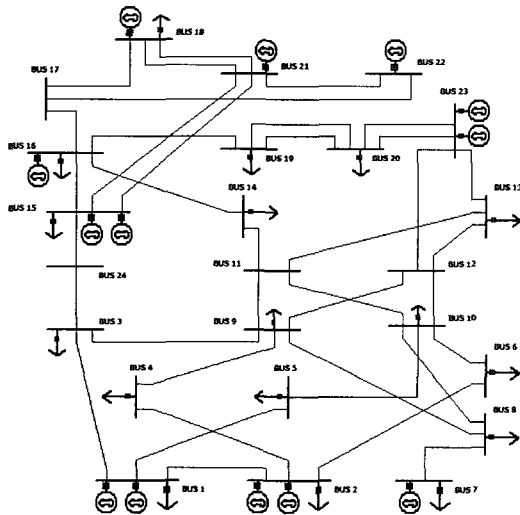 BUS 18
BUS 21
BUS 22
BUS 17
BUS 23
BUS 16
BUS 19
BUS 20
BUS 14
BUS
BUS 15
BUS 11
BUS 12
BUS 24
BUS 3
BUS 9
BUS 10
BUS 4
BUS 5
BUS 6
BUS 8
BUS 1
BUS 2
BUS 7